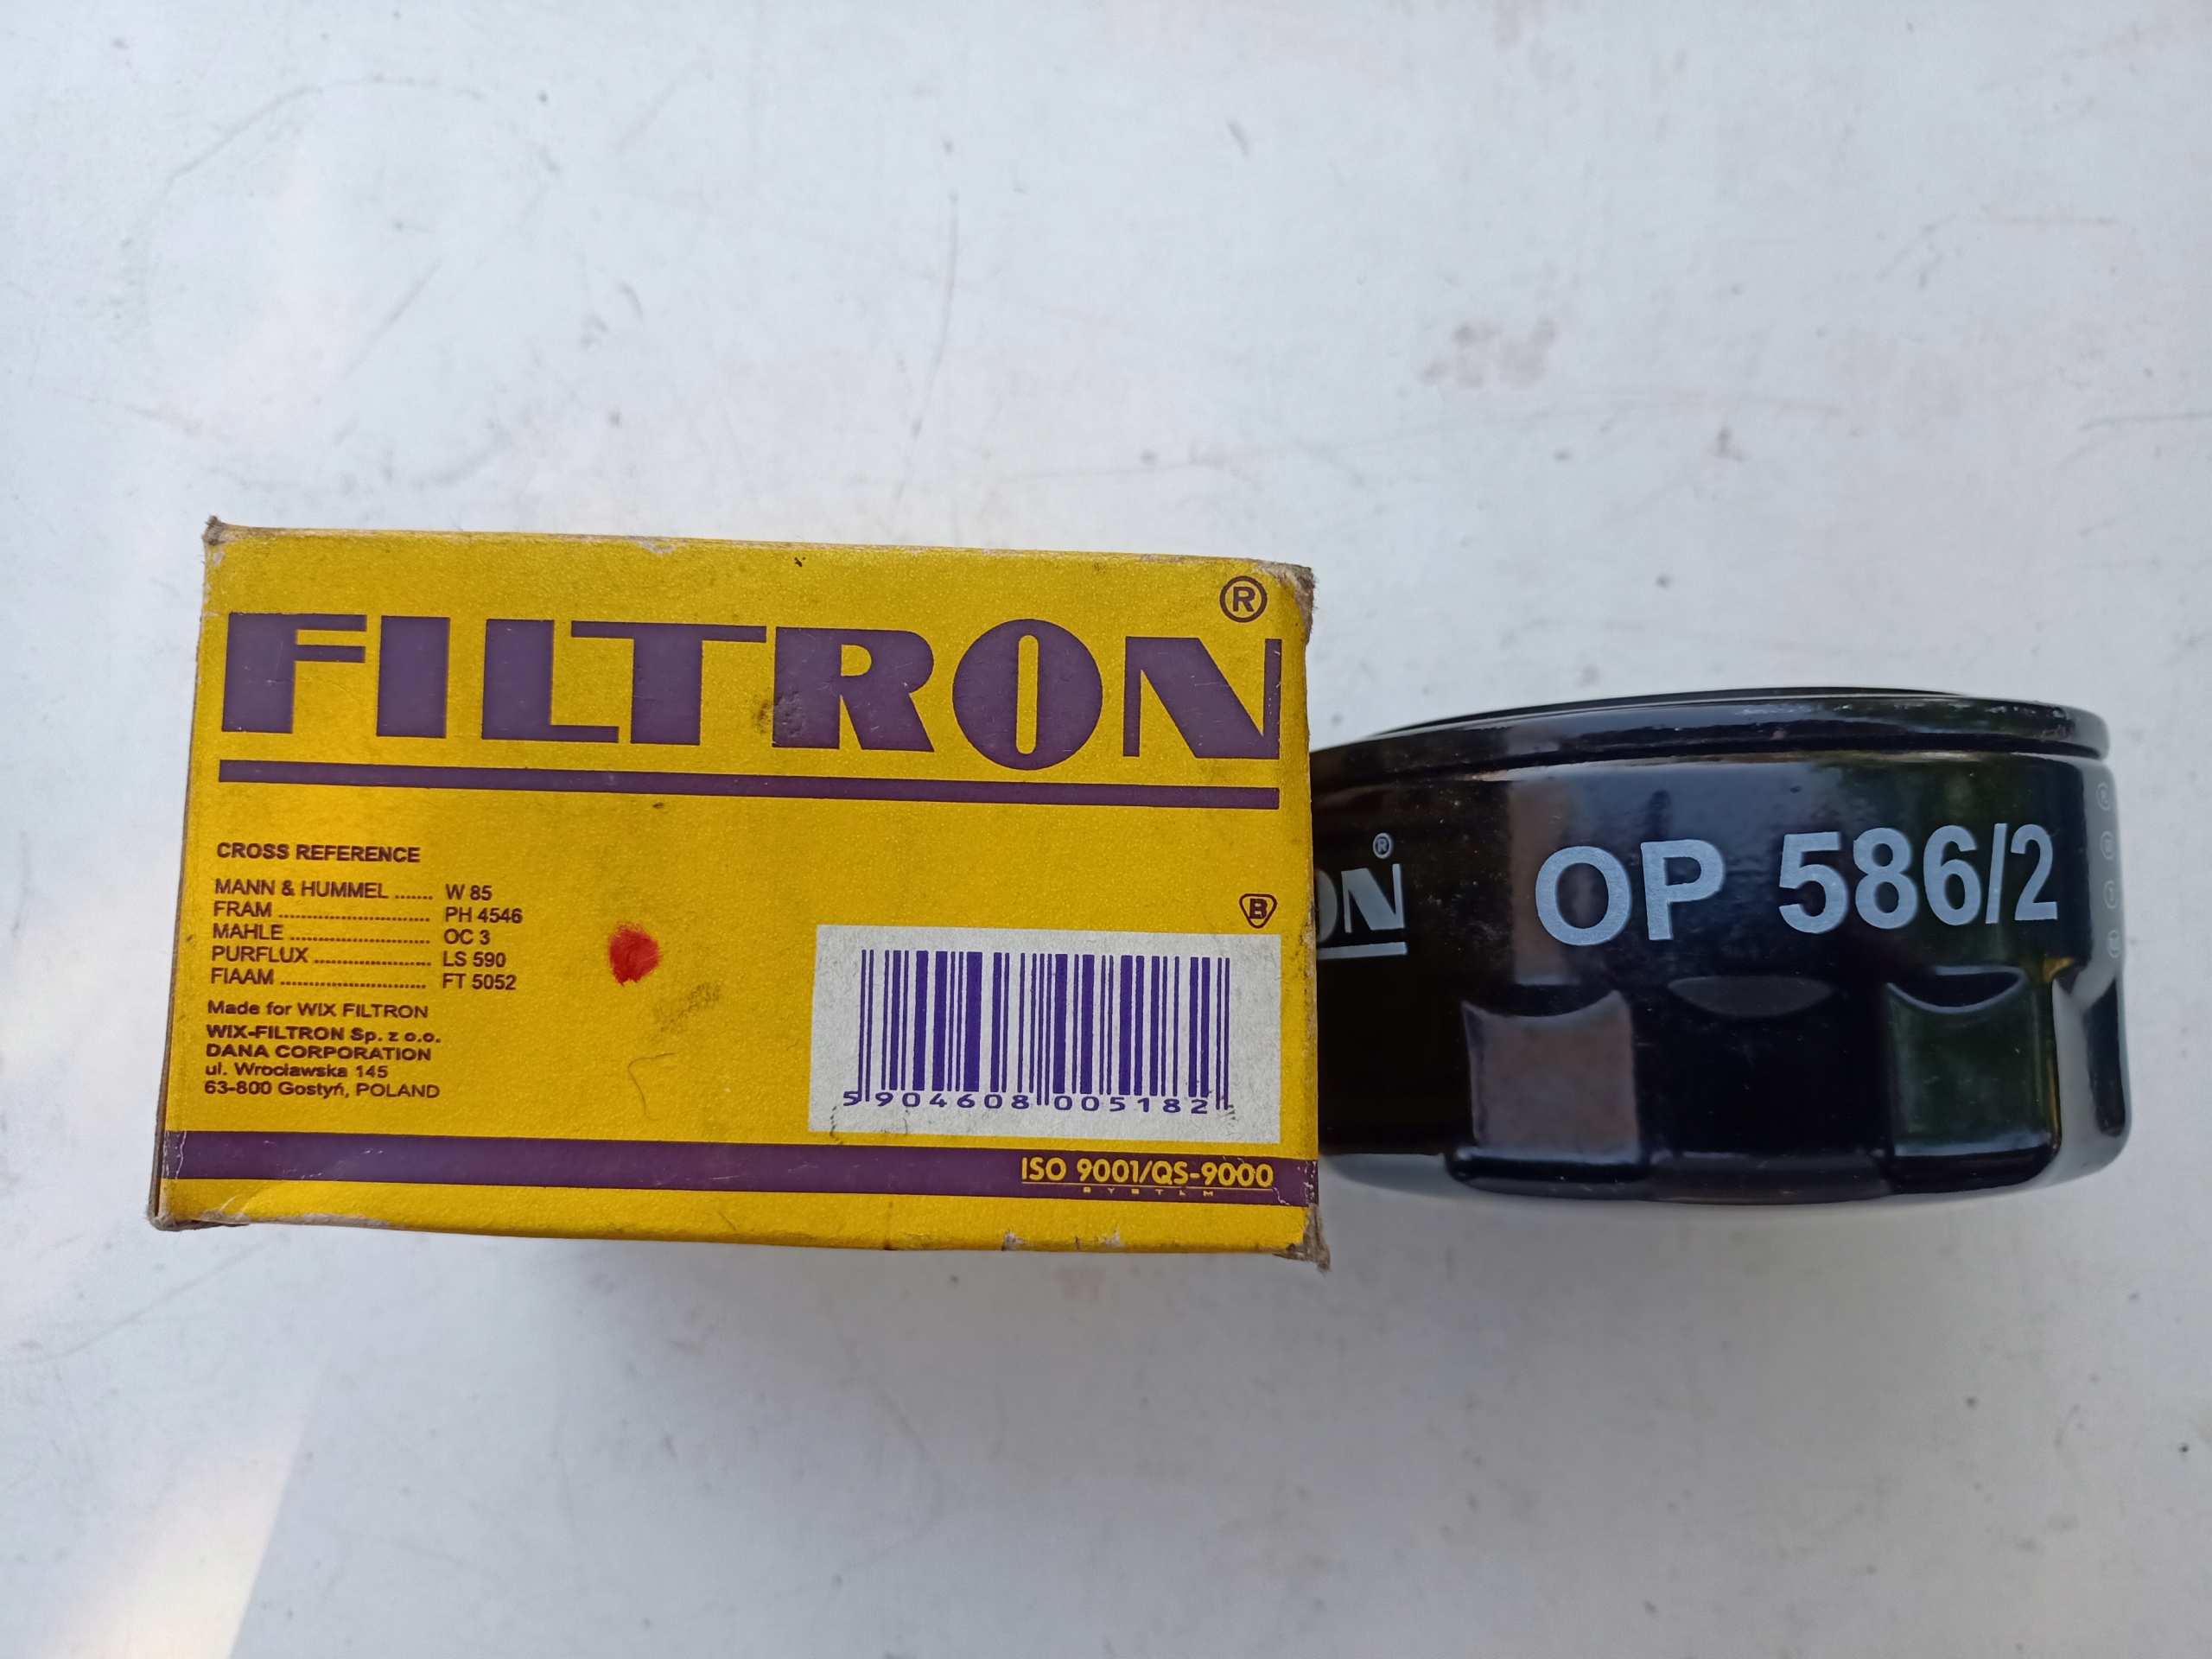 FILTRON®
CROSS REFERENCE
MANN & HUMMEL ....... W 85
FRAM ............................ PH 4546
MAHLE .......................... OC 3
PURFLUX ...................... LS 590
FIAAM ........................... FT 5052
Made for WIX FILTRON
WIX-FILTRON Sp. z o.o.
DANA CORPORATION
ul. Wrocławska 145
63-800 Gostyń, POLAND
B
5 904608 005182
ISO 9001/QS-9000
SYSTEM
ON®
OP 586/2